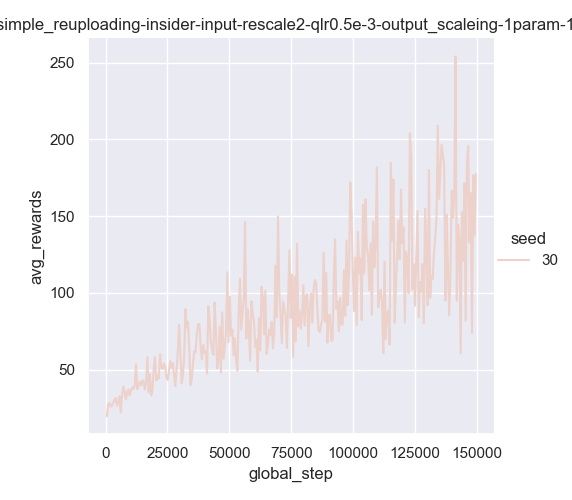 simple_reuploading-insider-input-rescale2-qlr0.5e-3-output_scaleing-1param-1
250
200
150
100
50
avg_rewards
seed
30
0 25000 50000 75000 100000 125000 150000
global_step